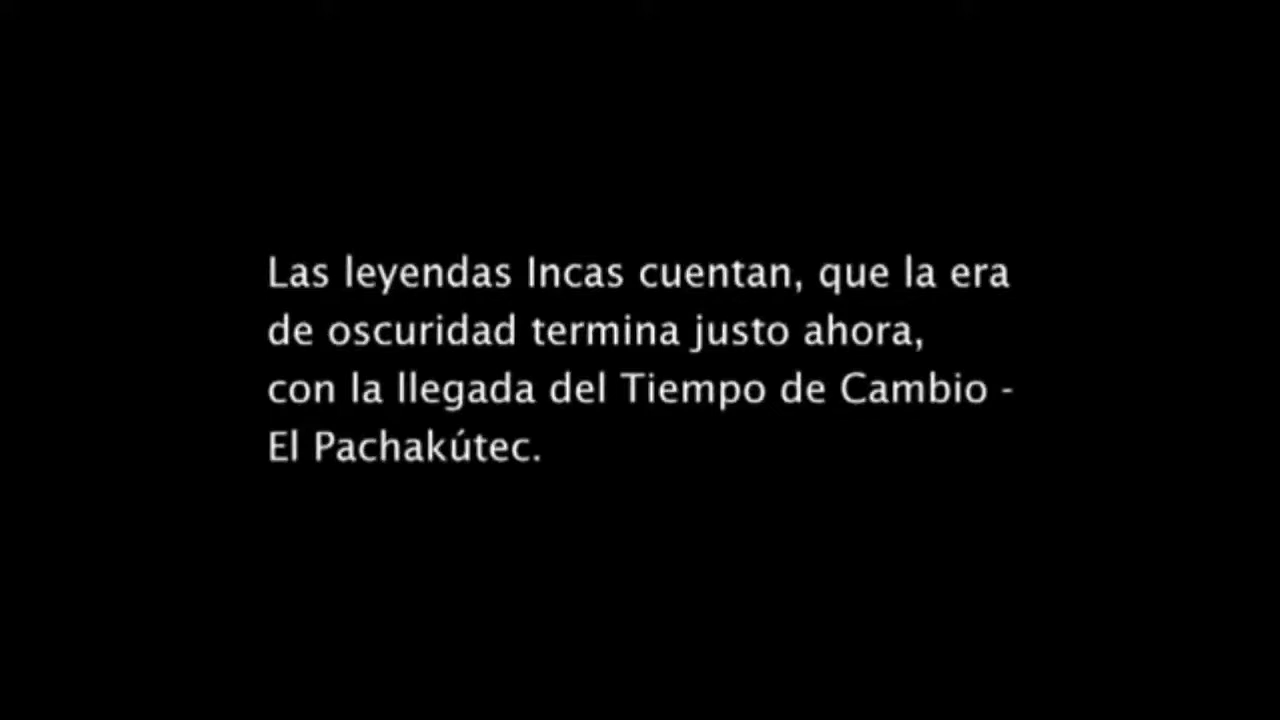 Las leyendas Incas cuentan, que la era
de oscuridad termina justo ahora,
con la llegada del Tiempo de Cambio -
El Pachakútec.